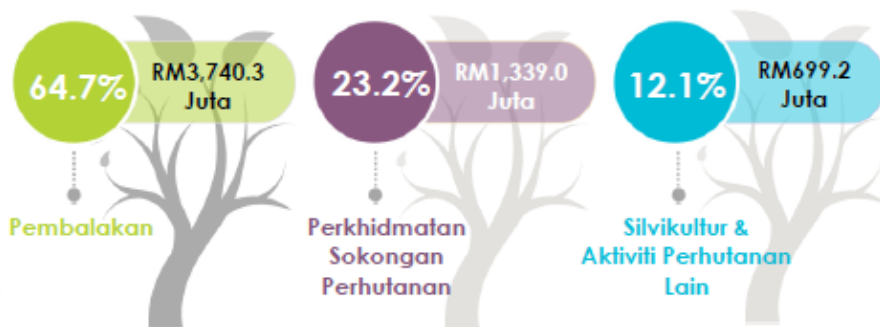 64.7%
RM3,740.3
Juta
Pembalakan
23.2%
RM1,339.0
Juta
Perkhidmatan
Sokongan
Perhutanan
12.1%
RM699.2
Juta
Silvikultur &
Aktiviti Perhutanan
Lain